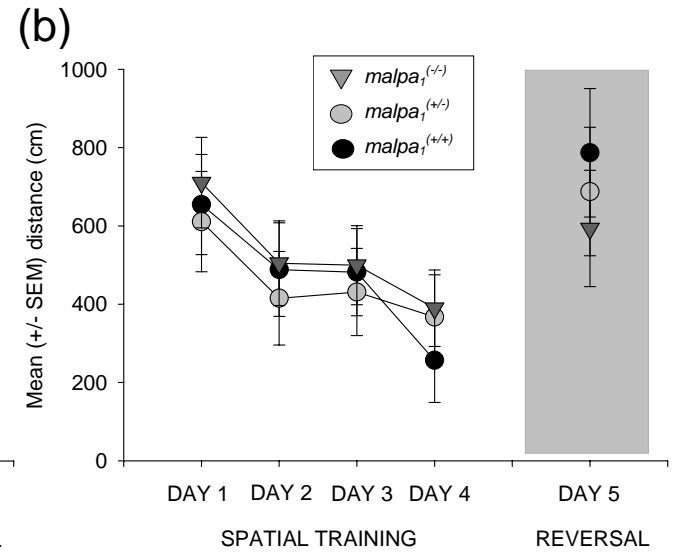 (b)
1000
800
600
400
200
0
Mean (+/- SEM) distance (cm)
malpa₁(-/-)
malpa₁(+/-)
malpa₁(+/+)
DAY 1 DAY 2 DAY 3 DAY 4 DAY 5
SPATIAL TRAINING REVERSAL